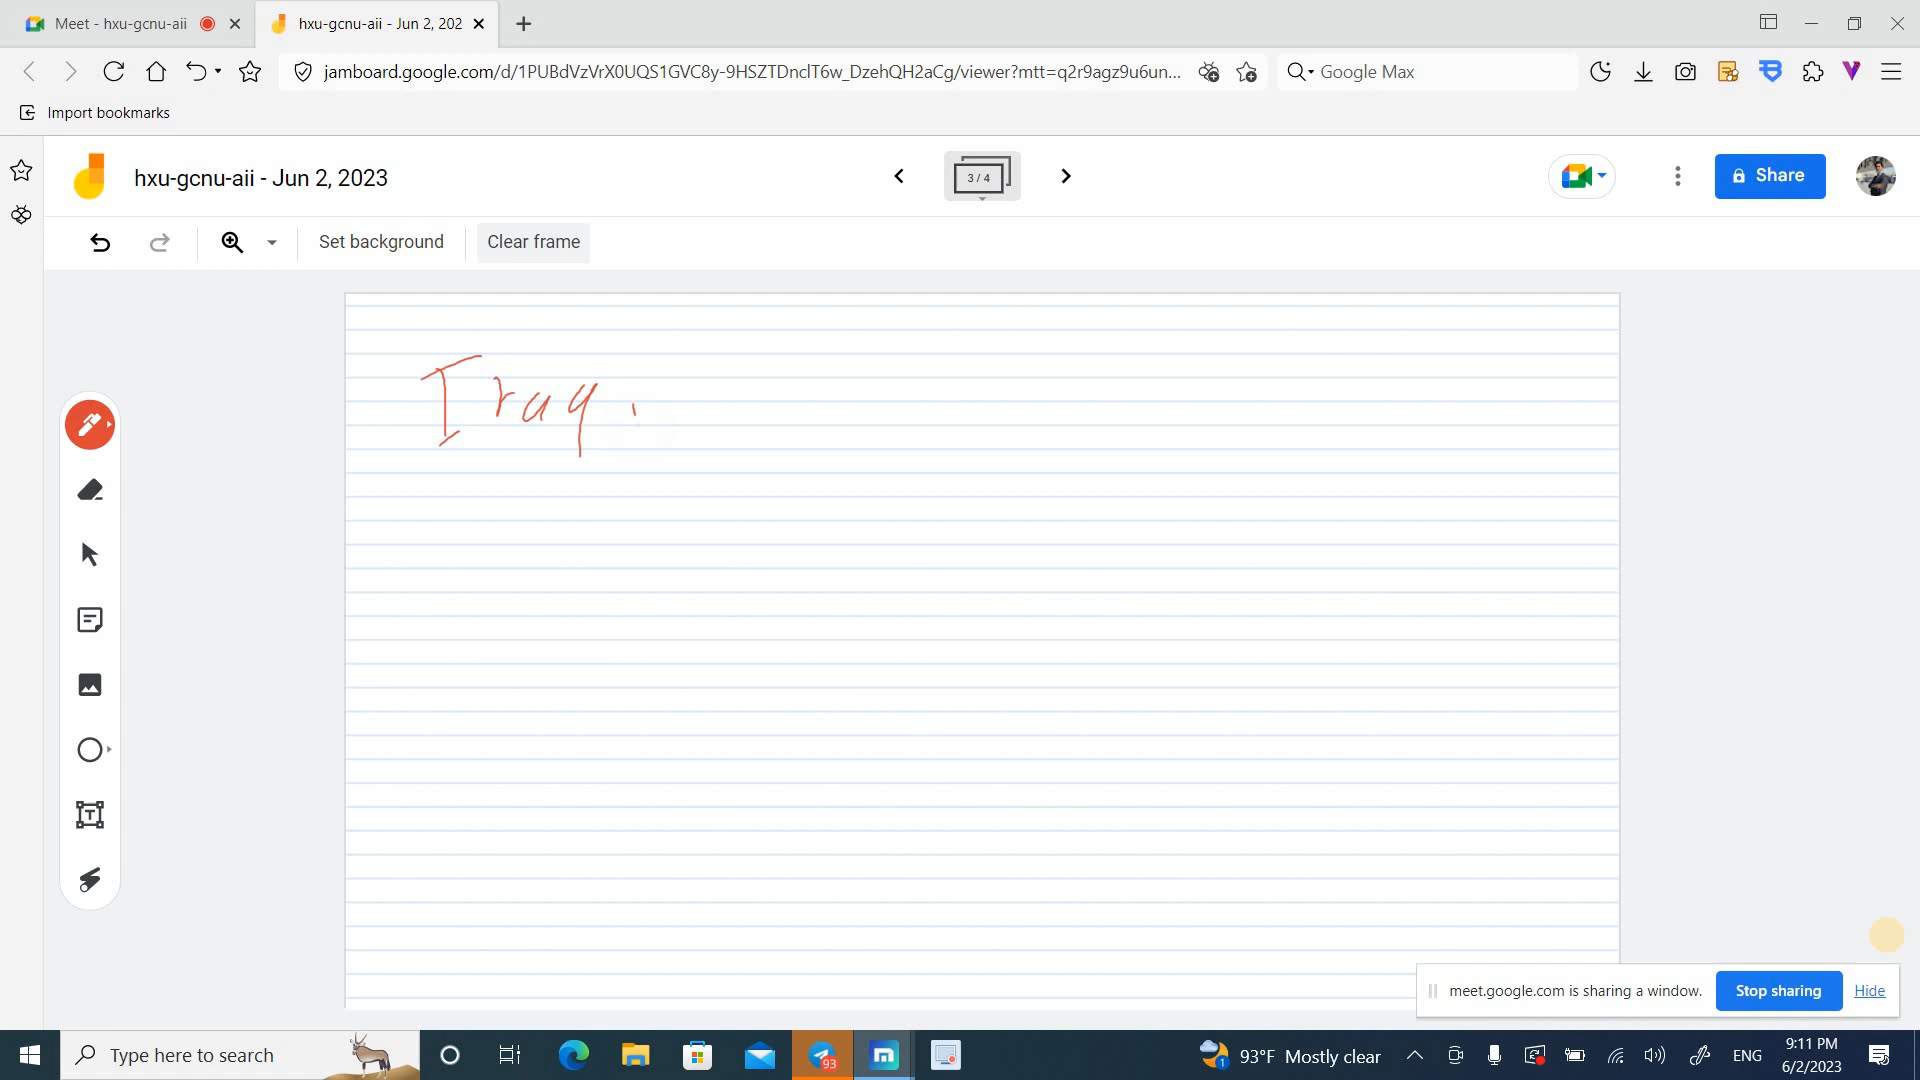 Meet - hxu-gcnu-aii
hxu-gcnu-aii - Jun 2, 202
jamboard.google.com/d/1PUBdVzVrX0UQS1GVC8y-9HSZTDnclT6w_DzehQH2aCg/viewer?mtt=q2r9agz9u6un...
Google Max
Import bookmarks
hxu-gcnu-aii - Jun 2, 2023
3 / 4
Share
Set background
Clear frame
Iraq
meet.google.com is sharing a window.
Stop sharing
Hide
Type here to search
93
1
93°F Mostly clear
ENG
9:11 PM
6/2/2023